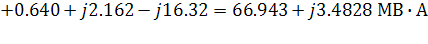 +0.640 + j2.162 − j16.32 = 66.943 + j3.4828 MB · A